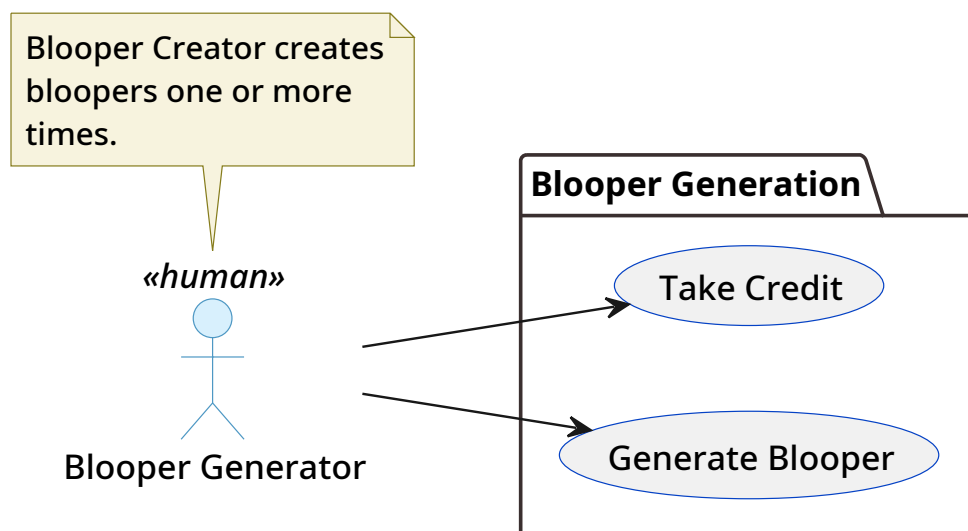 Blooper Creator creates
bloopers one or more
times.
Blooper Generation
«human»
Take Credit
Blooper Generator
Generate Blooper